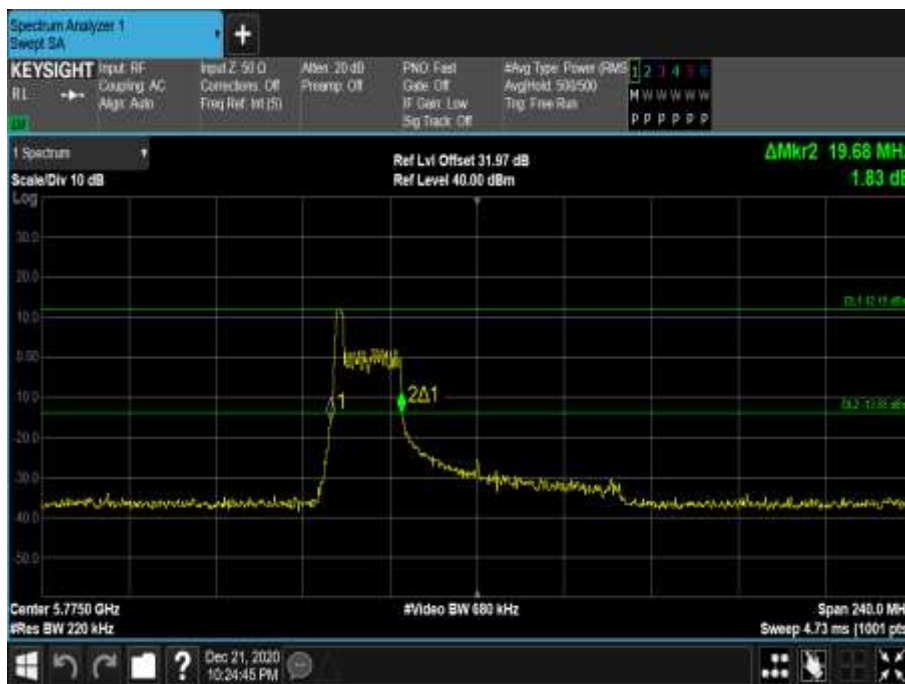 Spectrum Analyzer 1
Swept SA
+
KEYSIGHT Input: RF Input Z: 50 Ω Atten: 20 dB PNO: Fast #Avg Type: Power (RMS 1 2 3 4 5 6
RL Coupling: AC Corrections: Off Preamp: Off Gate: Off Avg|Hold: 500/500 M W W W W W
Align: Auto Freq Ref: Int (S) IF Gain: Low Trig: Free Run P P P P P P
Sig Track: Off
1 Spectrum Ref Lvl Offset 31.97 dB ΔMkr2 19.68 MHz
Scale/Div 10 dB Ref Level 40.00 dBm 1.83 dB
Log
30.0
20.0
10.0
0.00
-10.0
1 2Δ1
-20.0
-30.0
-40.0
-50.0
Center 5.7750 GHz #Video BW 680 kHz Span 240.0 MH
#Res BW 220 kHz Sweep 4.73 ms (1001 pts
? Dec 21, 2020
10:24:45 PM